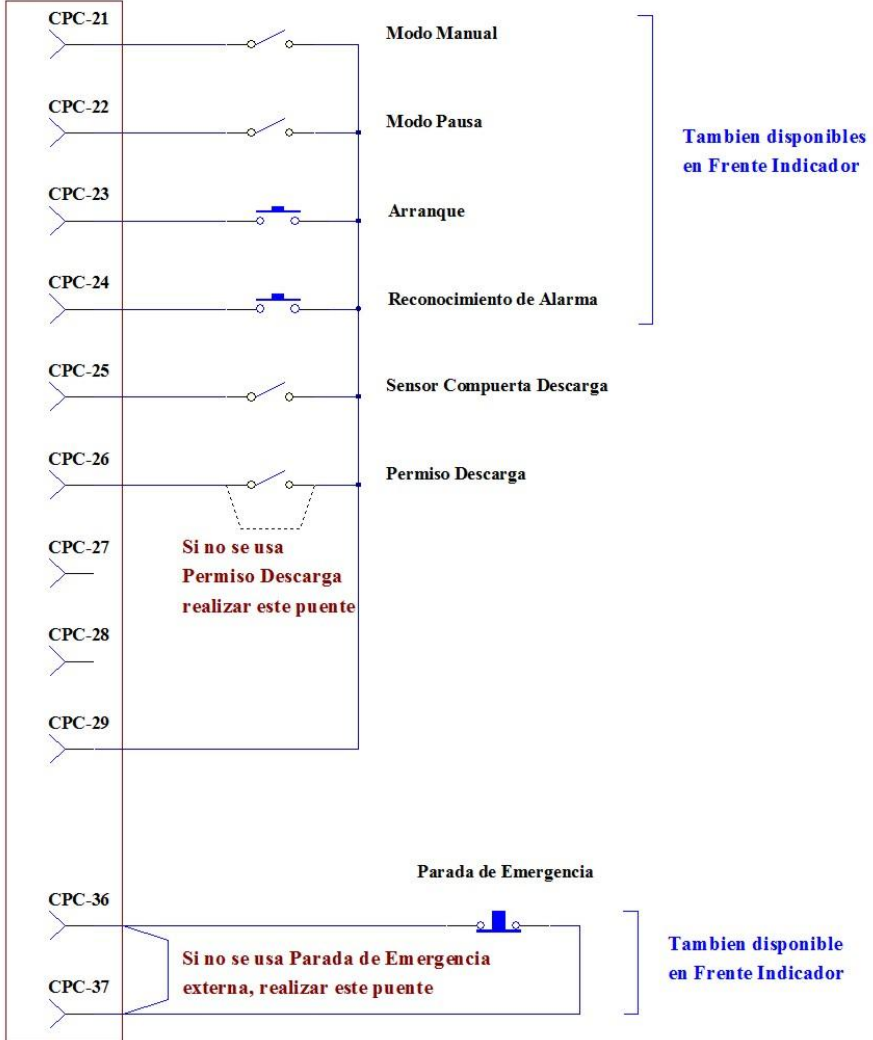 CPC-21
Modo Manual
CPC-22
Modo Pausa
Tambien disponibles
en Frente Indicador
CPC-23
Arranque
CPC-24
Reconocimiento de Alarma
CPC-25
Sensor Compuerta Descarga
CPC-26
Permiso Descarga
CPC-27
Si no se usa
Permiso Descarga
realizar este puente
CPC-28
CPC-29
Parada de Emergencia
CPC-36
Si no se usa Parada de Emergencia
externa, realizar este puente
Tambien disponible
en Frente Indicador
CPC-37